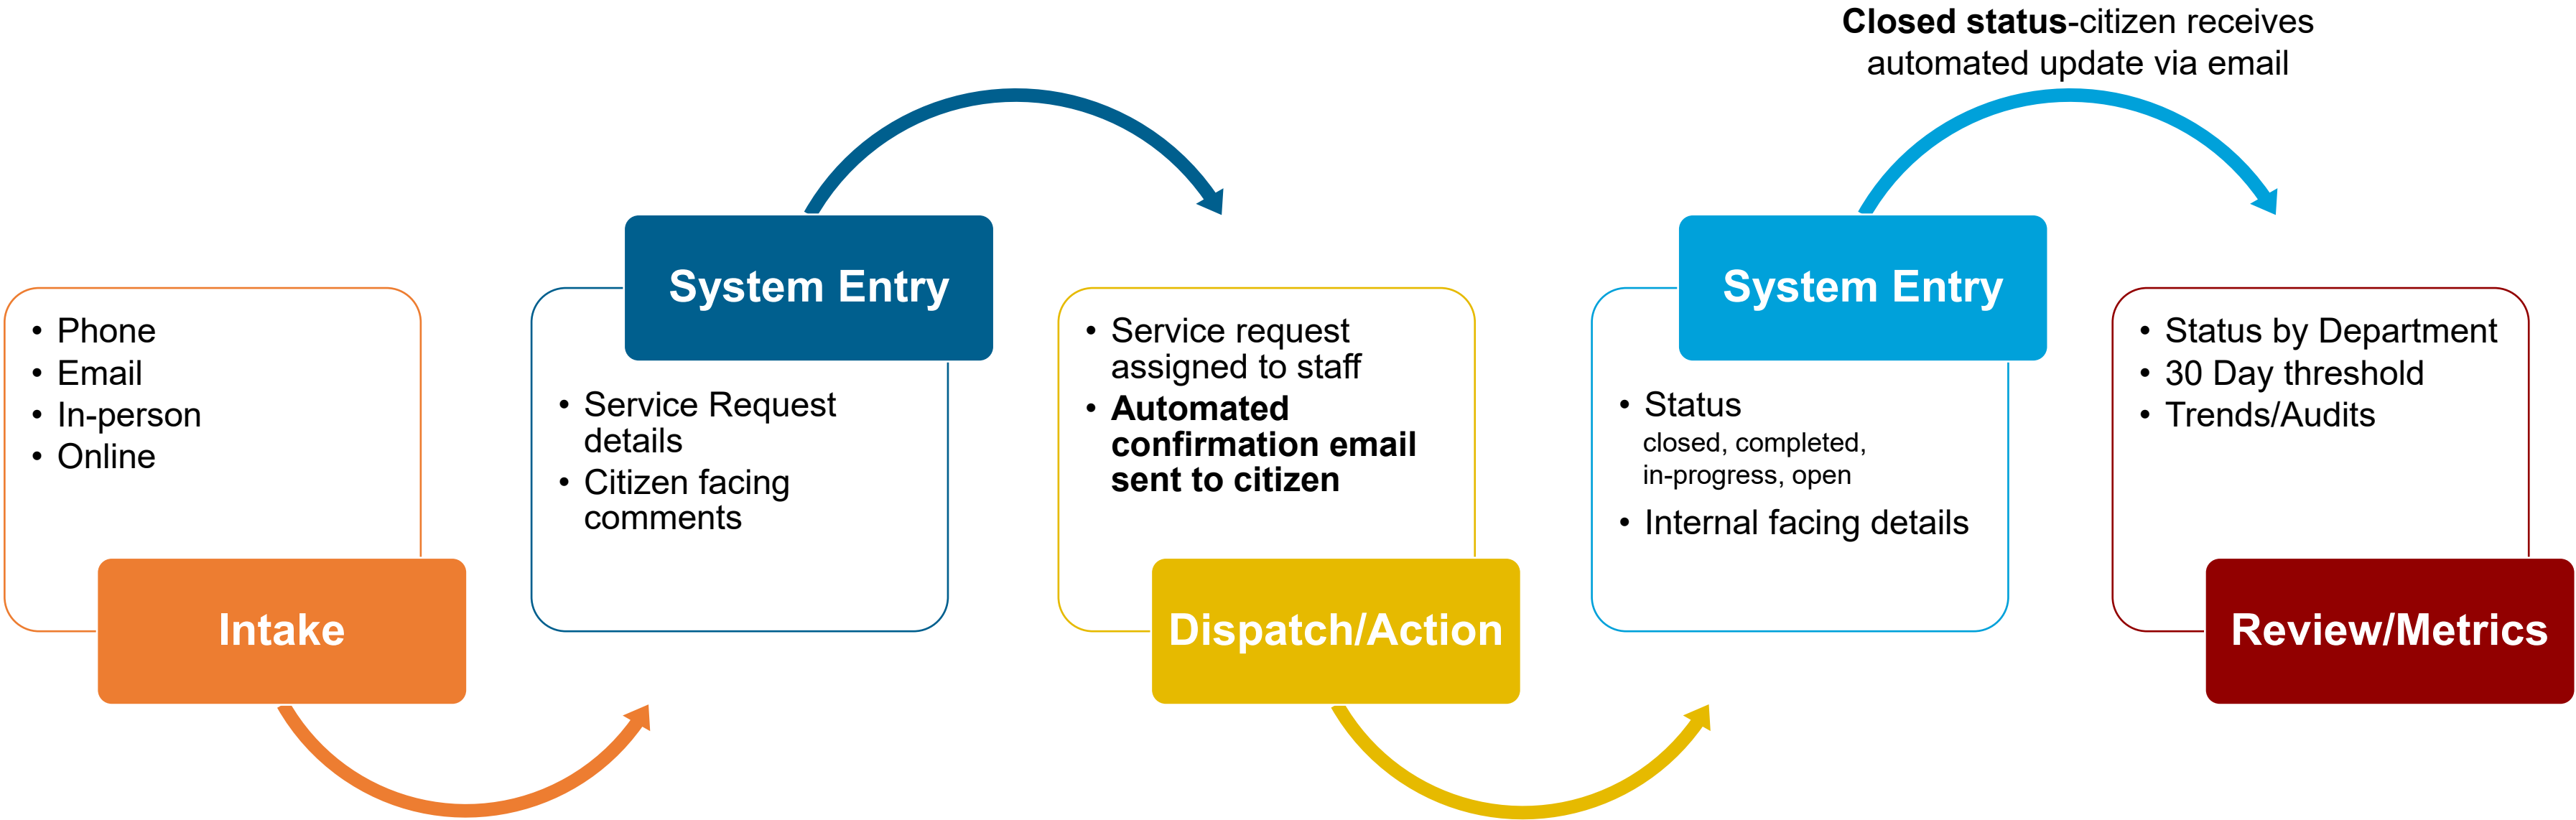 • Phone
• Email
• In-person
• Online
Intake
System Entry
• Service Request
details
• Citizen facing
comments
• Service request
assigned to staff
• Automated
confirmation email
sent to citizen
Dispatch/Action
System Entry
• Status
closed, completed,
in-progress, open
• Internal facing details
Closed status-citizen receives
automated update via email
• Status by Department
• 30 Day threshold
• Trends/Audits
Review/Metrics